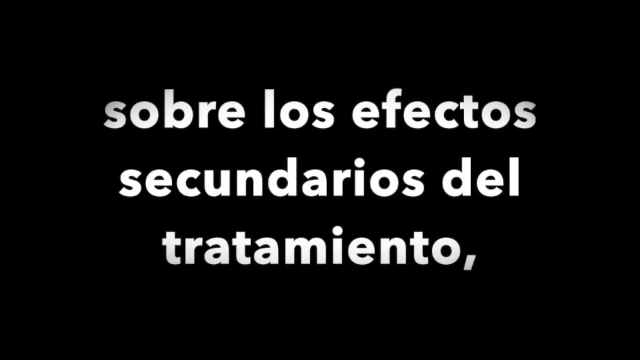 sobre los efectos
secundarios del
tratamiento,